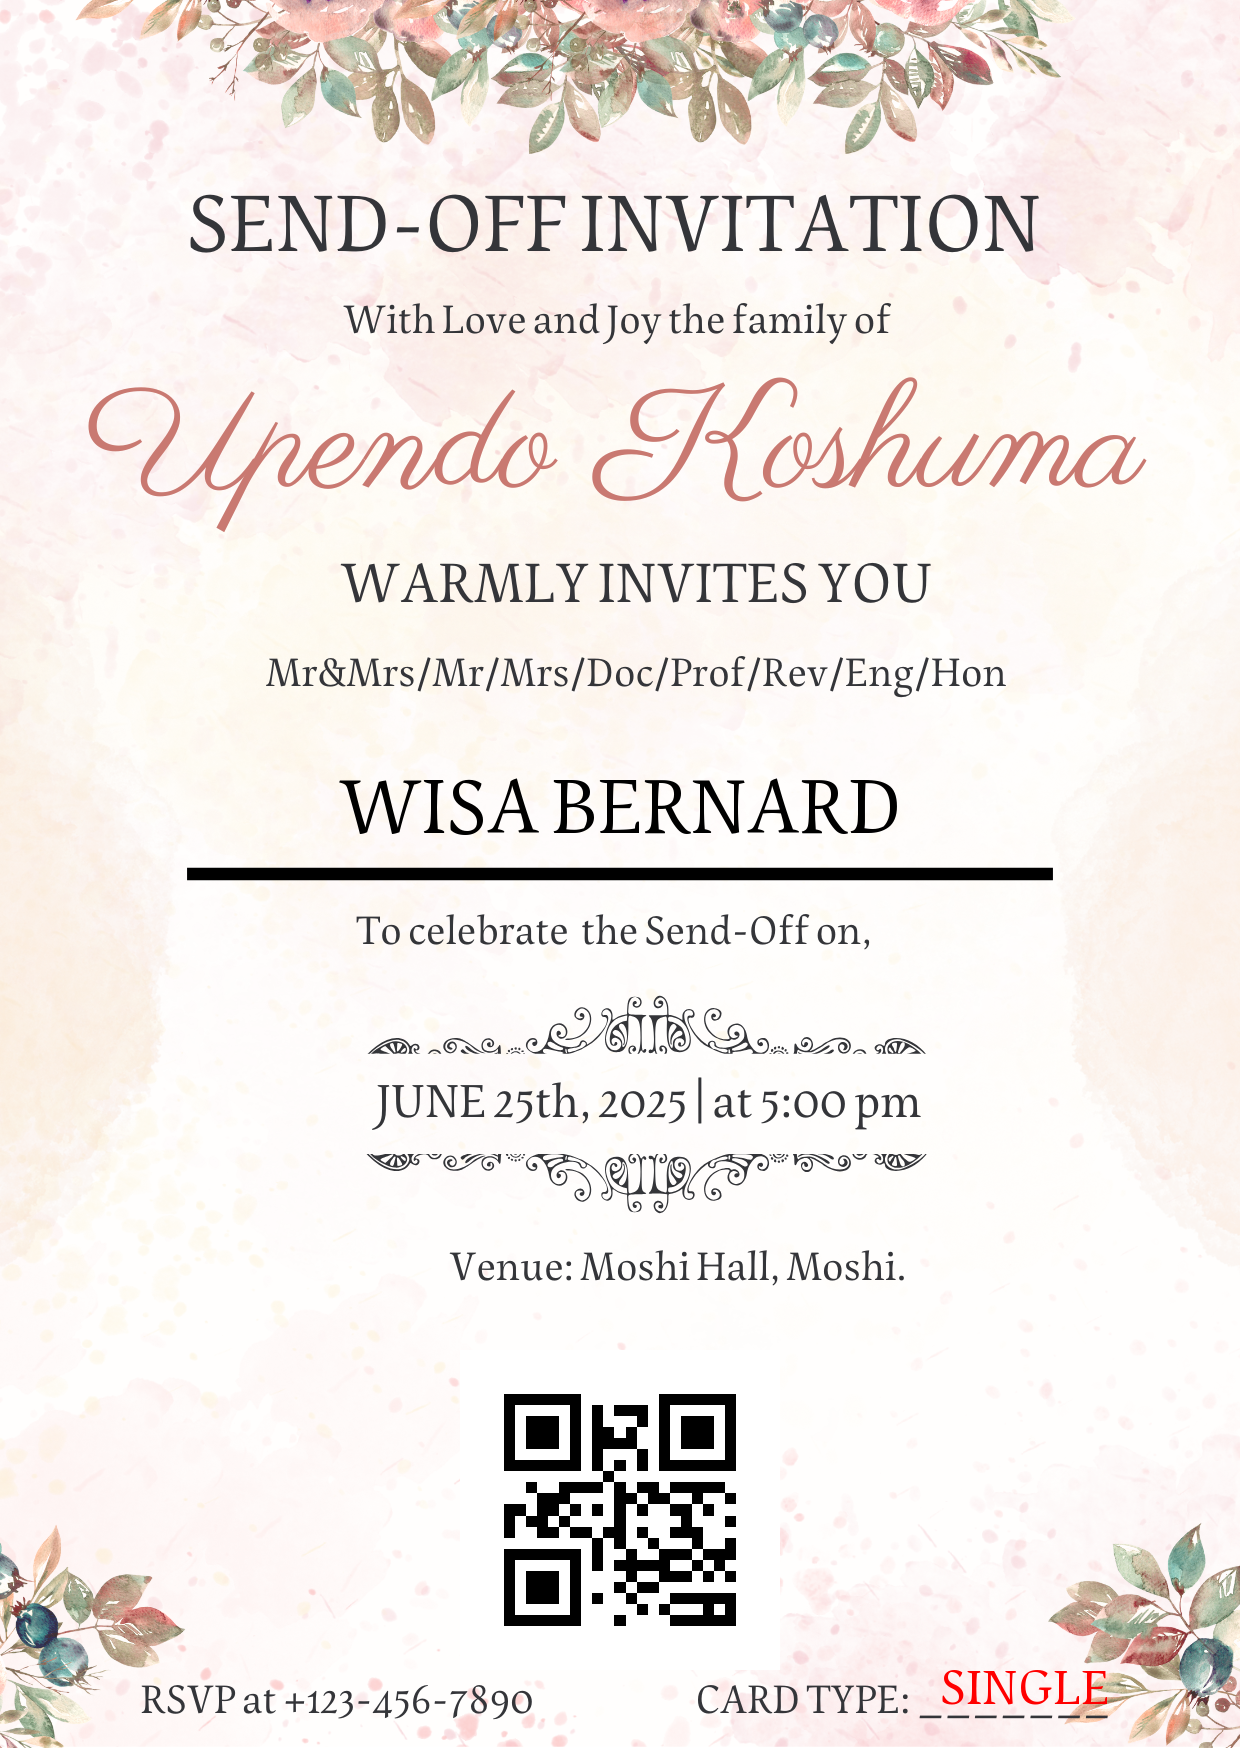 SEND-OFF INVITATION
With Love and Joy the family of
Upendo Koshuma
WARMLY INVITES YOU
Mr&Mrs/Mr/Mrs/Doc/Prof/Rev/Eng/Hon
WISA BERNARD
To celebrate the Send-Off on,
JUNE 25th, 2025 | at 5:00 pm
Venue: Moshi Hall, Moshi.
RSVP at +123-456-7890
CARD TYPE: _______ SINGLE